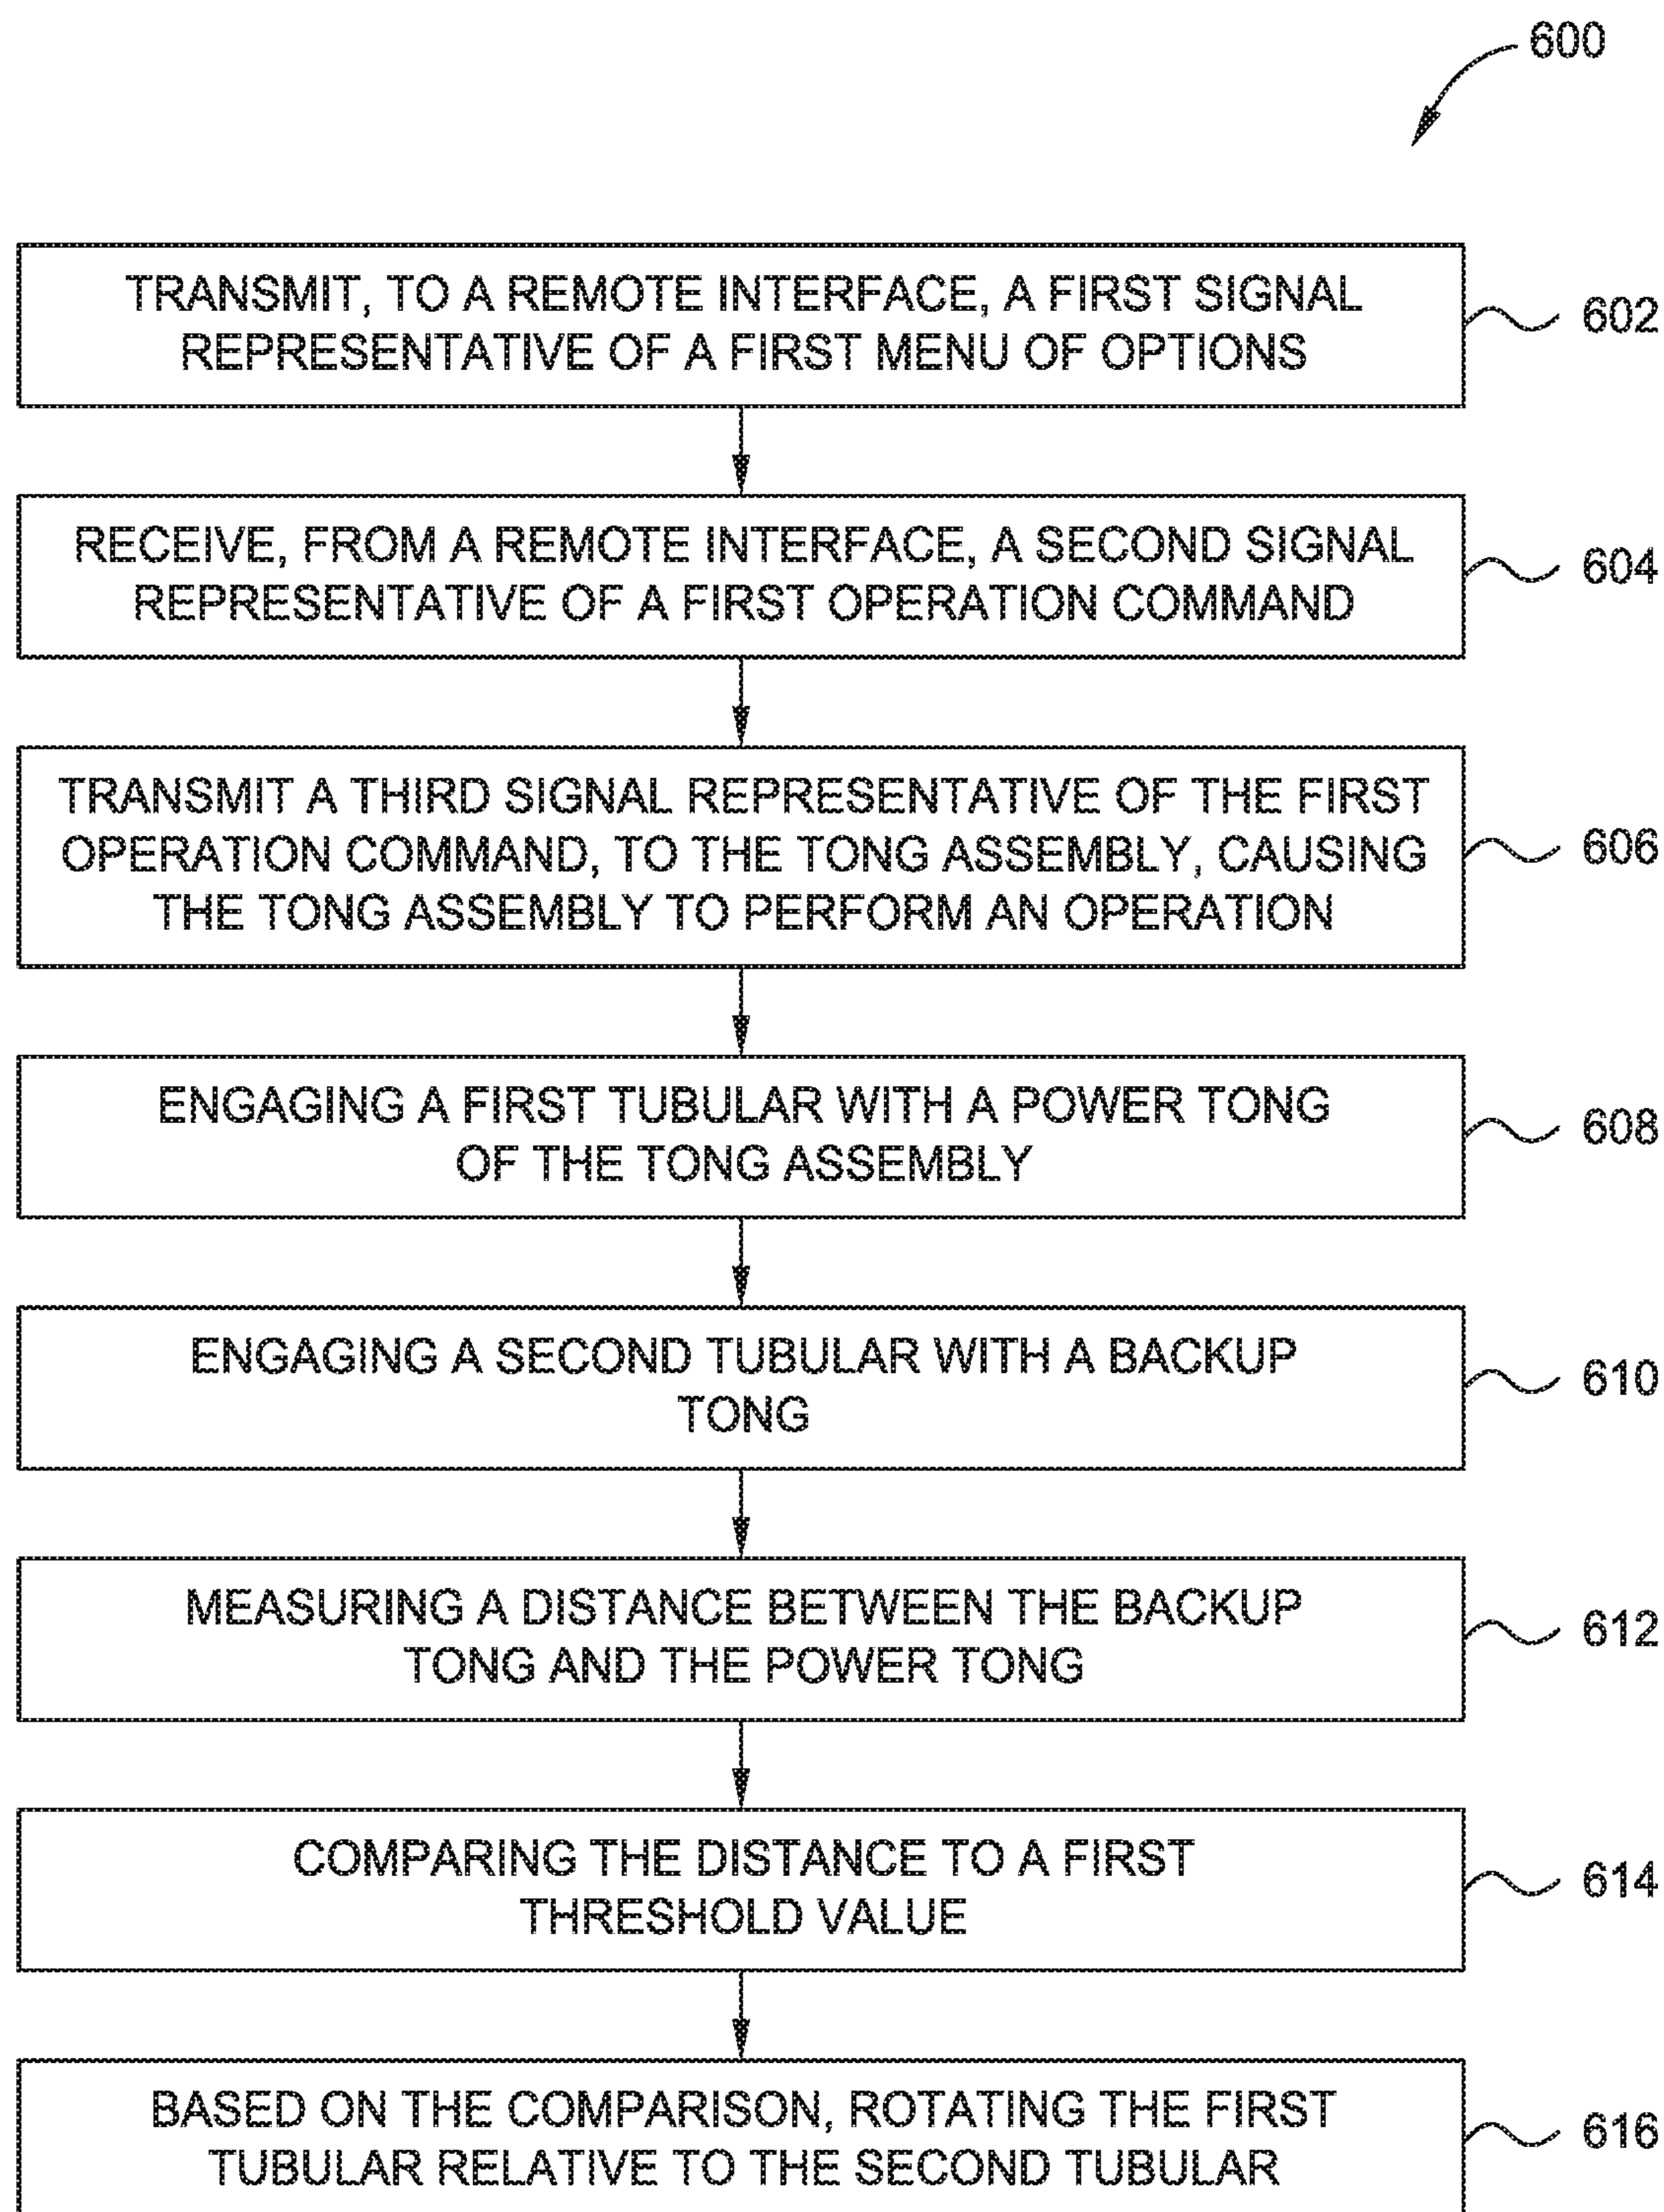 600
TRANSMIT, TO A REMOTE INTERFACE, A FIRST SIGNAL
REPRESENTATIVE OF A FIRST MENU OF OPTIONS
602
RECEIVE, FROM A REMOTE INTERFACE, A SECOND SIGNAL
REPRESENTATIVE OF A FIRST OPERATION COMMAND
604
TRANSMIT A THIRD SIGNAL REPRESENTATIVE OF THE FIRST
OPERATION COMMAND, TO THE TONG ASSEMBLY, CAUSING
THE TONG ASSEMBLY TO PERFORM AN OPERATION
606
ENGAGING A FIRST TUBULAR WITH A POWER TONG
OF THE TONG ASSEMBLY
608
ENGAGING A SECOND TUBULAR WITH A BACKUP
TONG
610
MEASURING A DISTANCE BETWEEN THE BACKUP
TONG AND THE POWER TONG
612
COMPARING THE DISTANCE TO A FIRST
THRESHOLD VALUE
614
BASED ON THE COMPARISON, ROTATING THE FIRST
TUBULAR RELATIVE TO THE SECOND TUBULAR
616